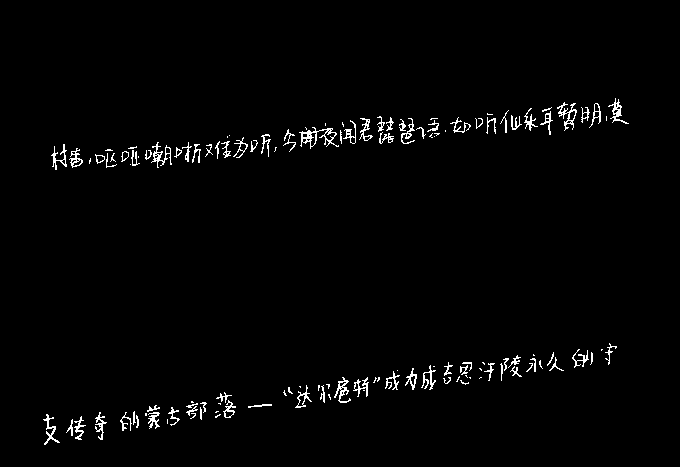 村笛,呕哑嘲哳难为听,今夜闻君琵琶语,如听仙乐耳暂明,莫
支传奇的蒙古部落——“达尔扈特”成为成吉思汗陵永久的守